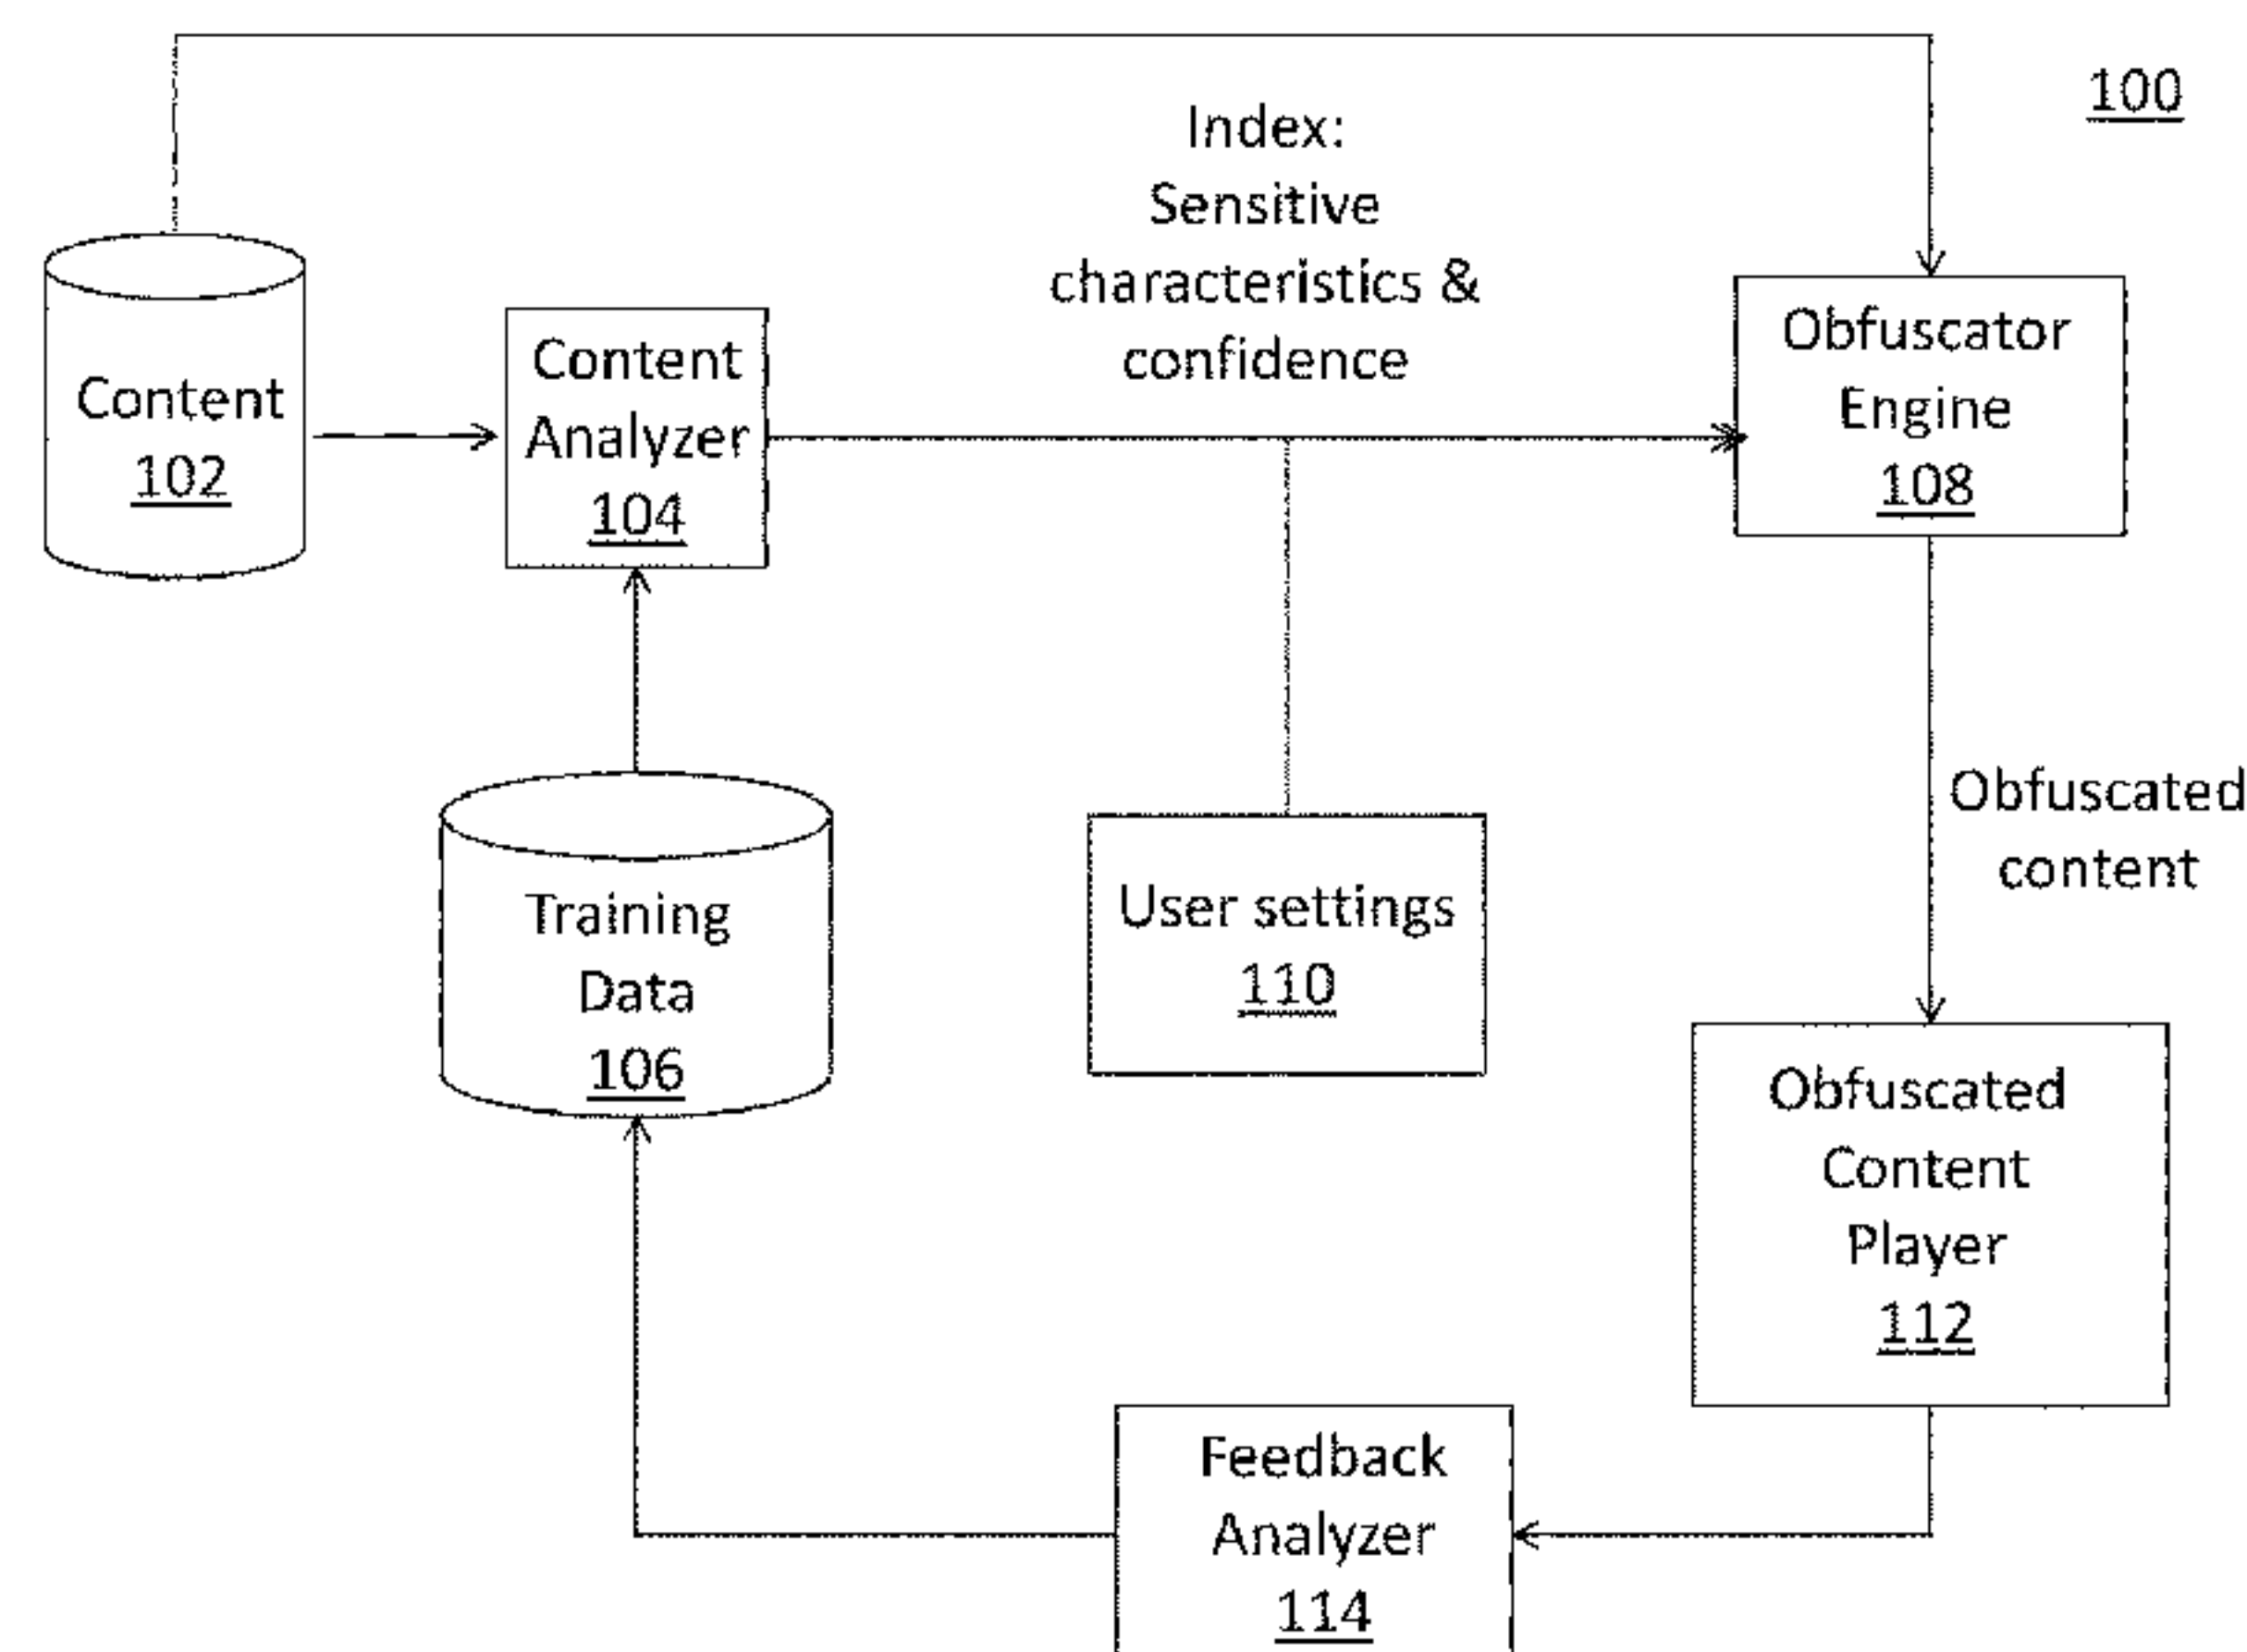 100
Index:
Sensitive
characteristics &
confidence
Content
102
Content
Analyzer
104
Obfuscator
Engine
108
Training
Data
106
User settings
110
Obfuscated
content
Obfuscated
Content
Player
112
Feedback
Analyzer
114